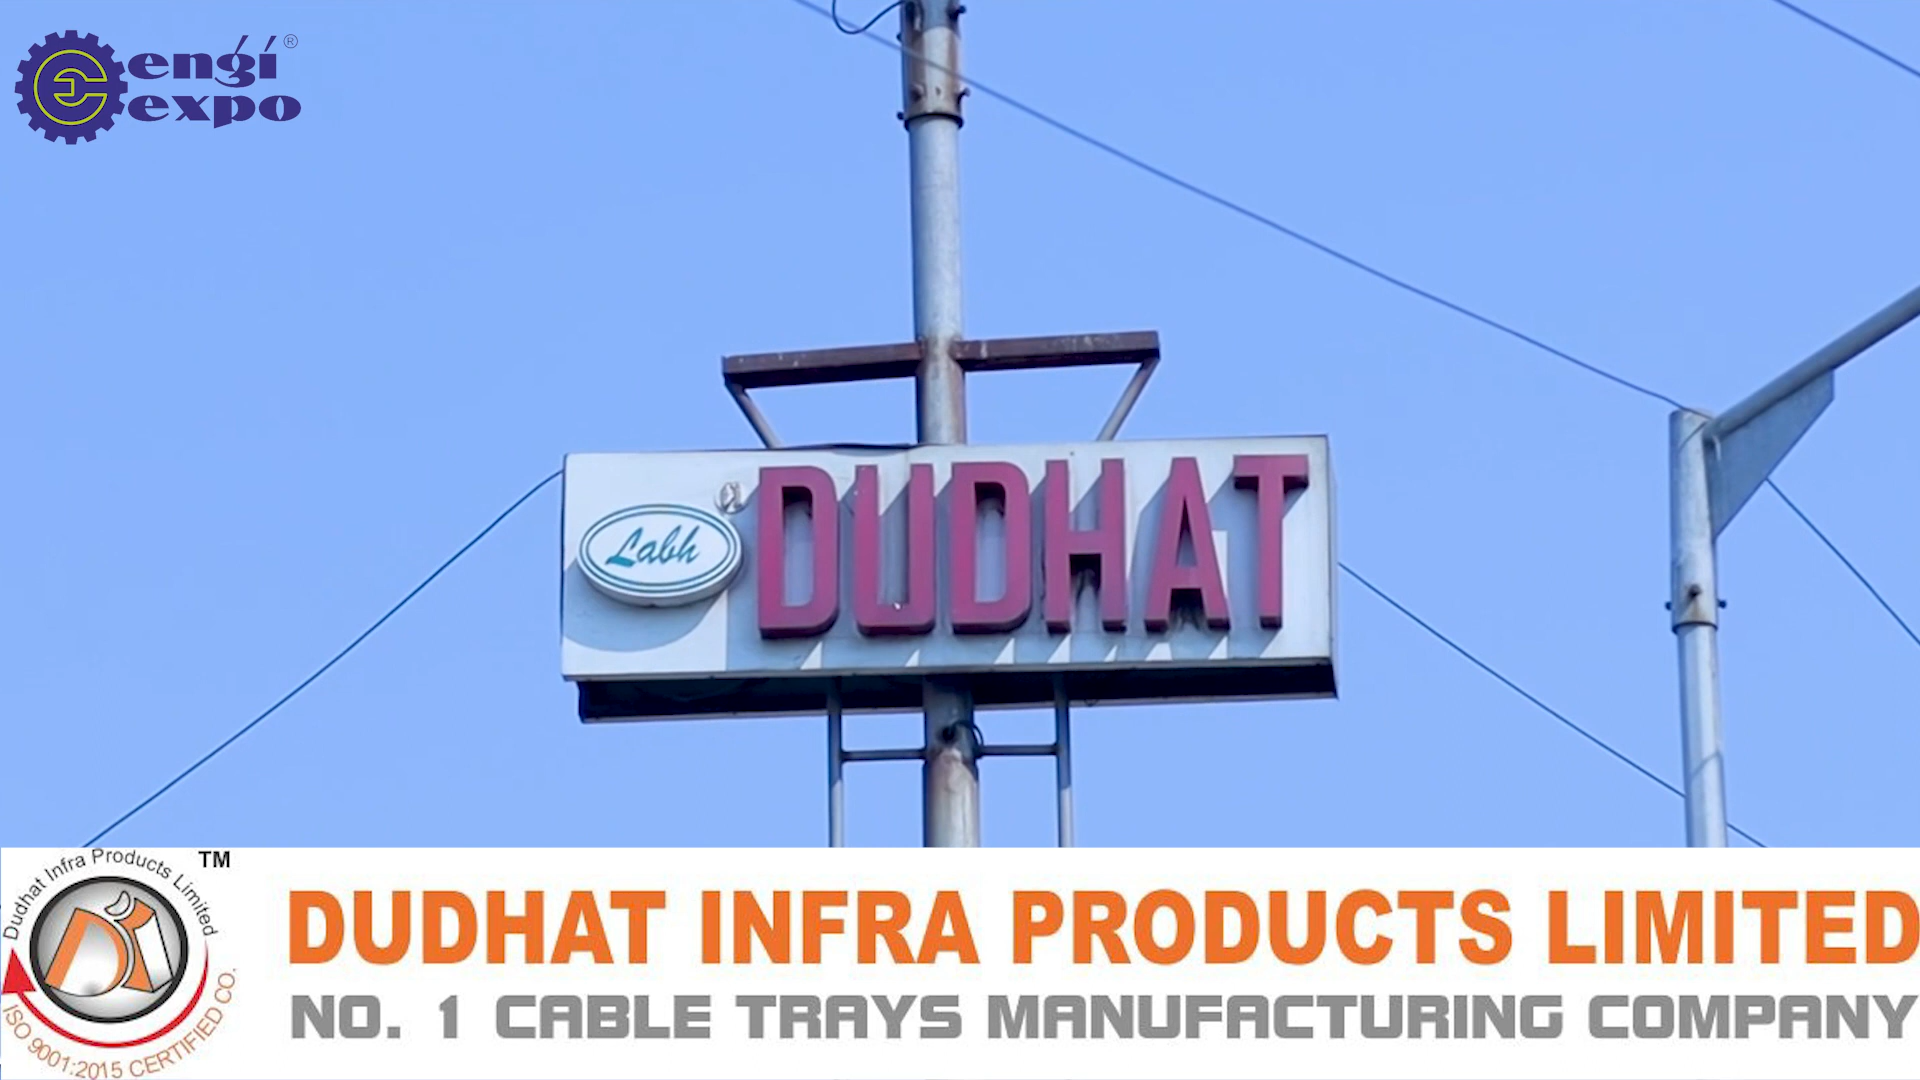 engí®
expo
Labh
DUDHAT
Dudhat Infra Products Limited
TM
ISO 9001:2015 CERTIFIED CO.
DUDHAT INFRA PRODUCTS LIMITED
NO. 1 CABLE TRAYS MANUFACTURING COMPANY